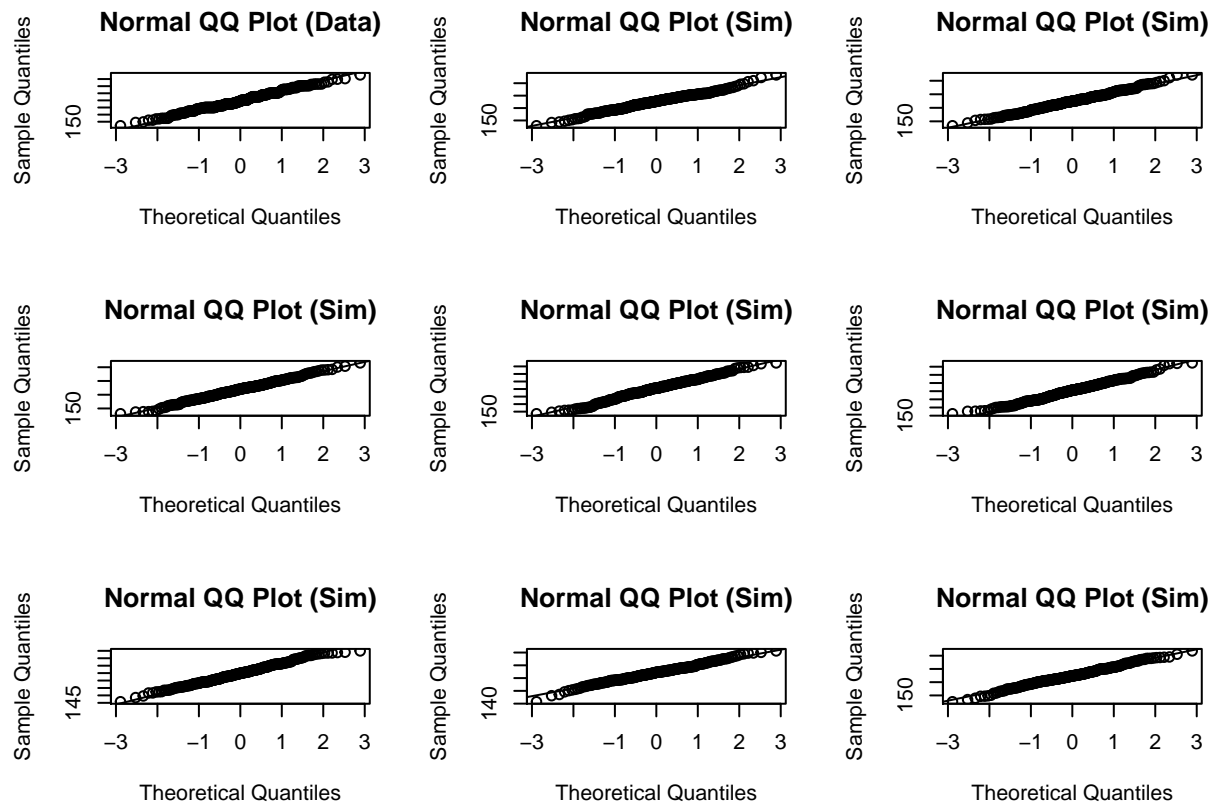 Normal QQ Plot (Data)
Sample Quantiles
150
−3 −1 0 1 2 3
Theoretical Quantiles
Normal QQ Plot (Sim)
Sample Quantiles
150
−3 −1 0 1 2 3
Theoretical Quantiles
Normal QQ Plot (Sim)
Sample Quantiles
150
−3 −1 0 1 2 3
Theoretical Quantiles
Normal QQ Plot (Sim)
Sample Quantiles
150
−3 −1 0 1 2 3
Theoretical Quantiles
Normal QQ Plot (Sim)
Sample Quantiles
150
−3 −1 0 1 2 3
Theoretical Quantiles
Normal QQ Plot (Sim)
Sample Quantiles
150
−3 −1 0 1 2 3
Theoretical Quantiles
Normal QQ Plot (Sim)
Sample Quantiles
145
−3 −1 0 1 2 3
Theoretical Quantiles
Normal QQ Plot (Sim)
Sample Quantiles
140
−3 −1 0 1 2 3
Theoretical Quantiles
Normal QQ Plot (Sim)
Sample Quantiles
150
−3 −1 0 1 2 3
Theoretical Quantiles